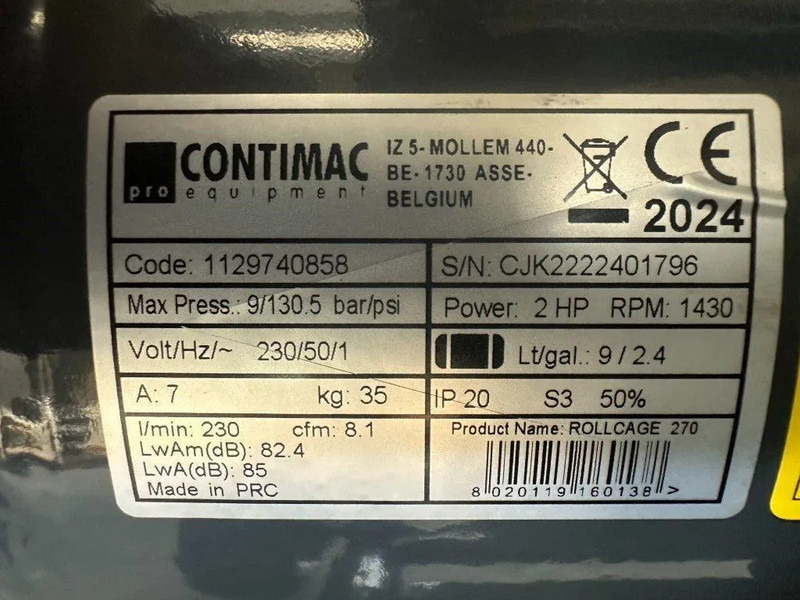 CONTIMAC
pro equipment
IZ 5- MOLLEM 440-
BE- 1730 ASSE-
BELGIUM
CE
2024
Code: 1129740858
S/N: CJK2222401796
Max Press.: 9/130.5 bar/psi
Power: 2 HP RPM: 1430
Volt/Hz/~ 230/50/1
Lt/gal.: 9 / 2.4
A: 7 kg: 35
IP 20 S3 50%
l/min: 230 cfm: 8.1
LwAm(dB): 82.4
LwA(dB): 85
Made in PRC
Product Name: ROLLCAGE 270
8 020119 160138 >